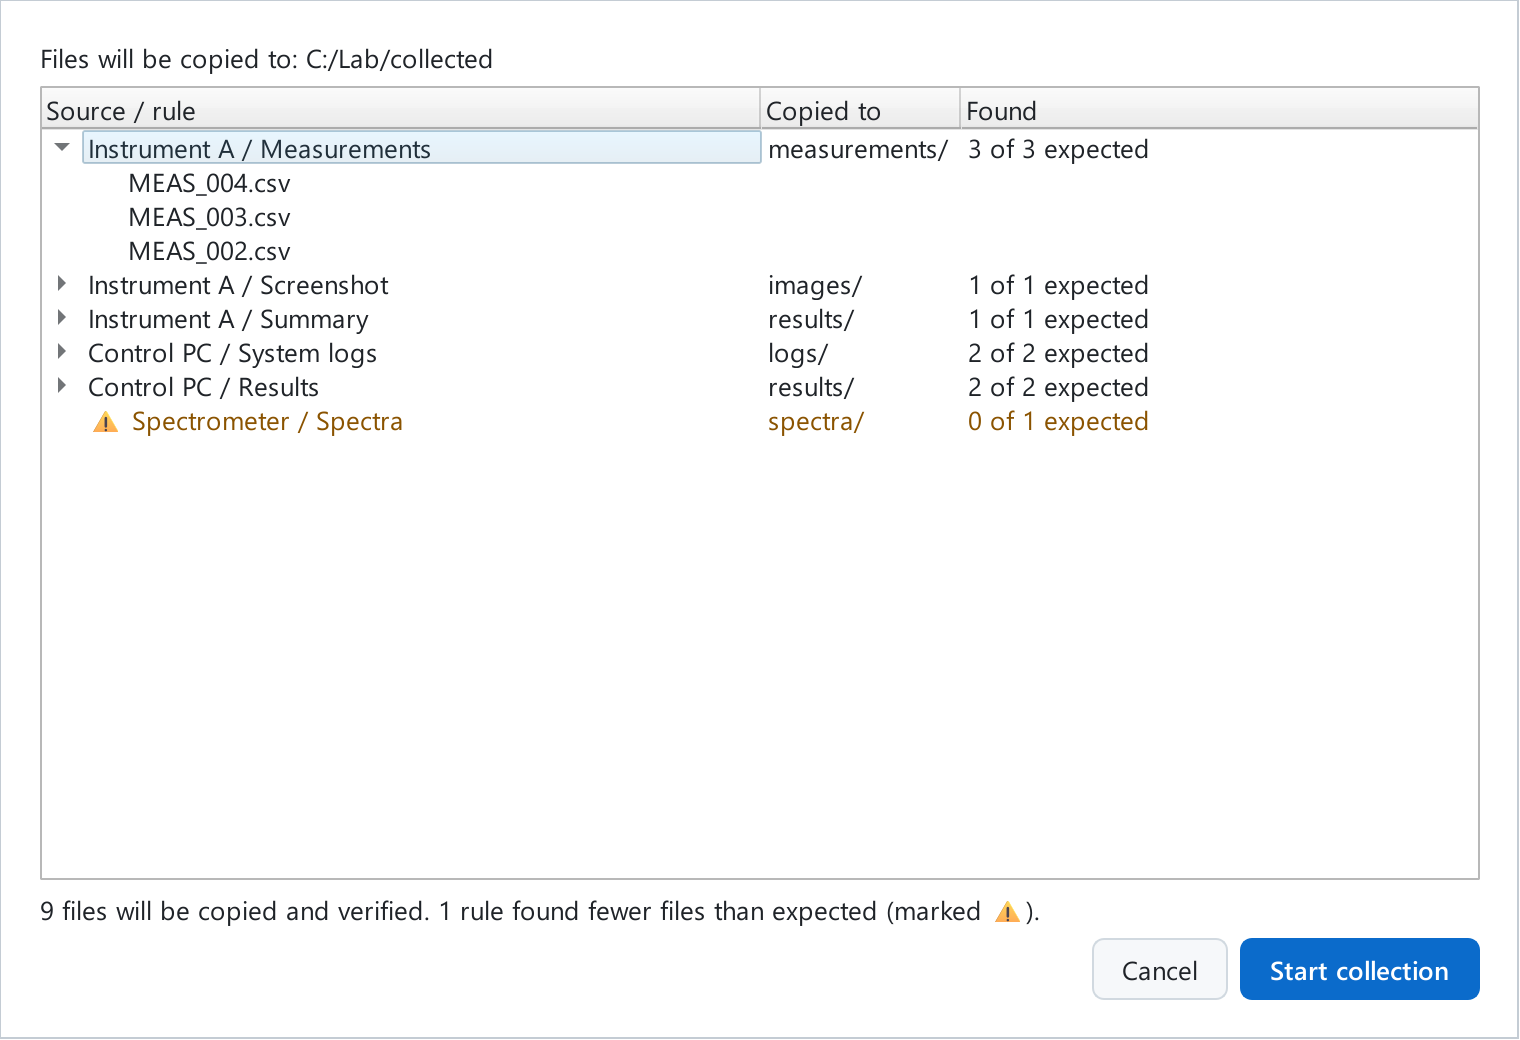 Files will be copied to: C:/Lab/collected
Source / rule Copied to Found
Instrument A / Measurements measurements/ 3 of 3 expected
MEAS_004.csv
MEAS_003.csv
MEAS_002.csv
Instrument A / Screenshot images/ 1 of 1 expected
Instrument A / Summary results/ 1 of 1 expected
Control PC / System logs logs/ 2 of 2 expected
Control PC / Results results/ 2 of 2 expected
⚠ Spectrometer / Spectra spectra/ 0 of 1 expected
9 files will be copied and verified. 1 rule found fewer files than expected (marked ⚠).
Cancel Start collection